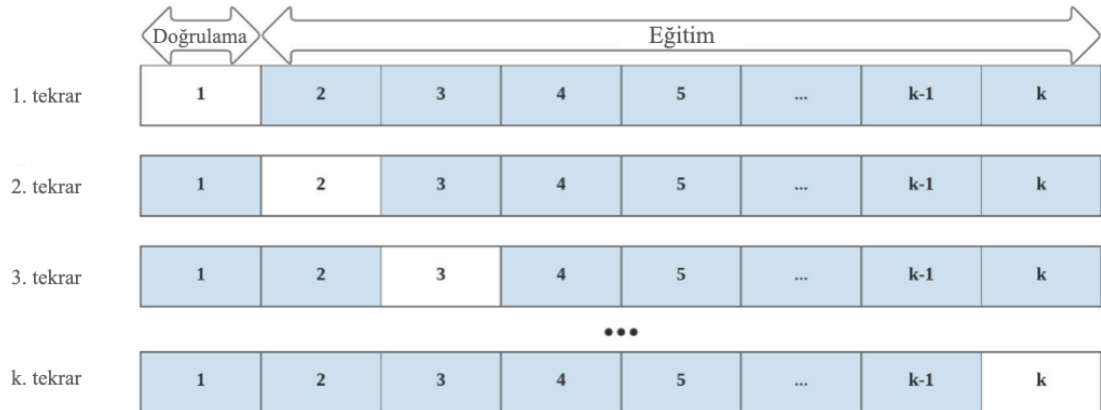 Doğrulama Eğitim
1. tekrar 1 2 3 4 5 ... k-1 k
2. tekrar 1 2 3 4 5 ... k-1 k
3. tekrar 1 2 3 4 5 ... k-1 k
•••
k. tekrar 1 2 3 4 5 ... k-1 k